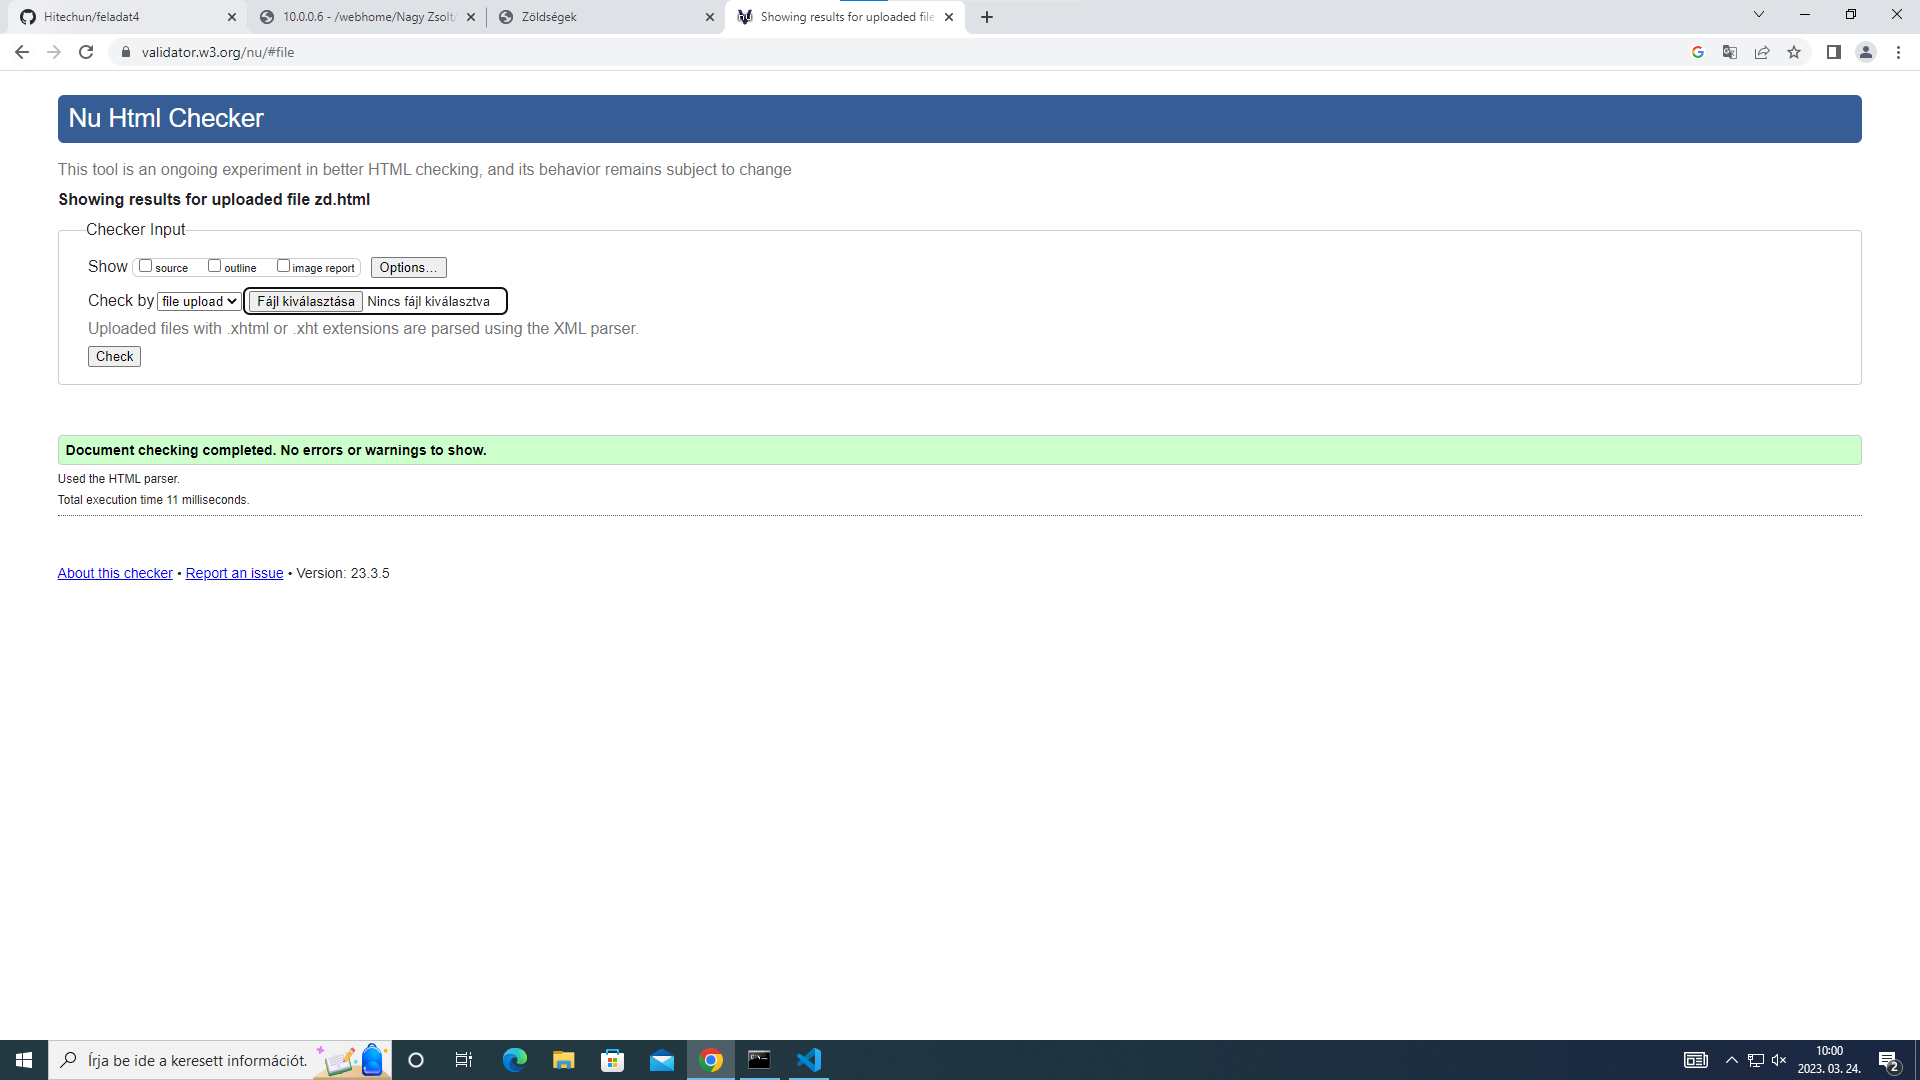 Hitechun/feladat4
10.0.0.6 - /webhome/Nagy Zsolt/
Zöldségek
Showing results for uploaded file
validator.w3.org/nu/#file
Nu Html Checker
This tool is an ongoing experiment in better HTML checking, and its behavior remains subject to change
Showing results for uploaded file zd.html
Checker Input
Show source outline image report Options...
Check by file upload Fájl kiválasztása Nincs fájl kiválasztva
Uploaded files with .xhtml or .xht extensions are parsed using the XML parser.
Check
Document checking completed. No errors or warnings to show.
Used the HTML parser.
Total execution time 11 milliseconds.
About this checker • Report an issue • Version: 23.3.5
Írja be ide a keresett információt.
10:00
2023. 03. 24.
2